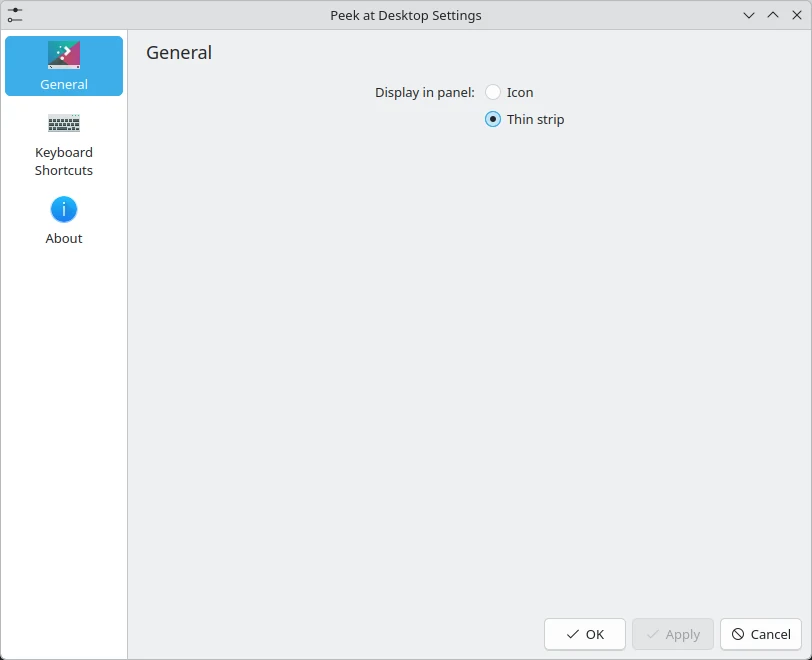 Peek at Desktop Settings
General
Keyboard
Shortcuts
About
General
Display in panel:
Icon
Thin strip
OK
Apply
Cancel